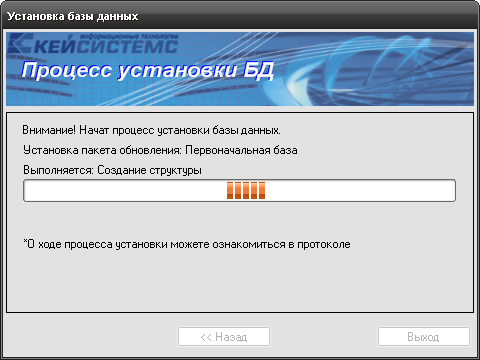 Установка базы данных
информационные технологии
КЕЙСИСТЕМС
Процесс установки БД
Внимание! Начат процесс установки базы данных.
Установка пакета обновления: Первоначальная база
Выполняется: Создание структуры
*О ходе процесса установки можете ознакомиться в протоколе
<< Назад
Выход